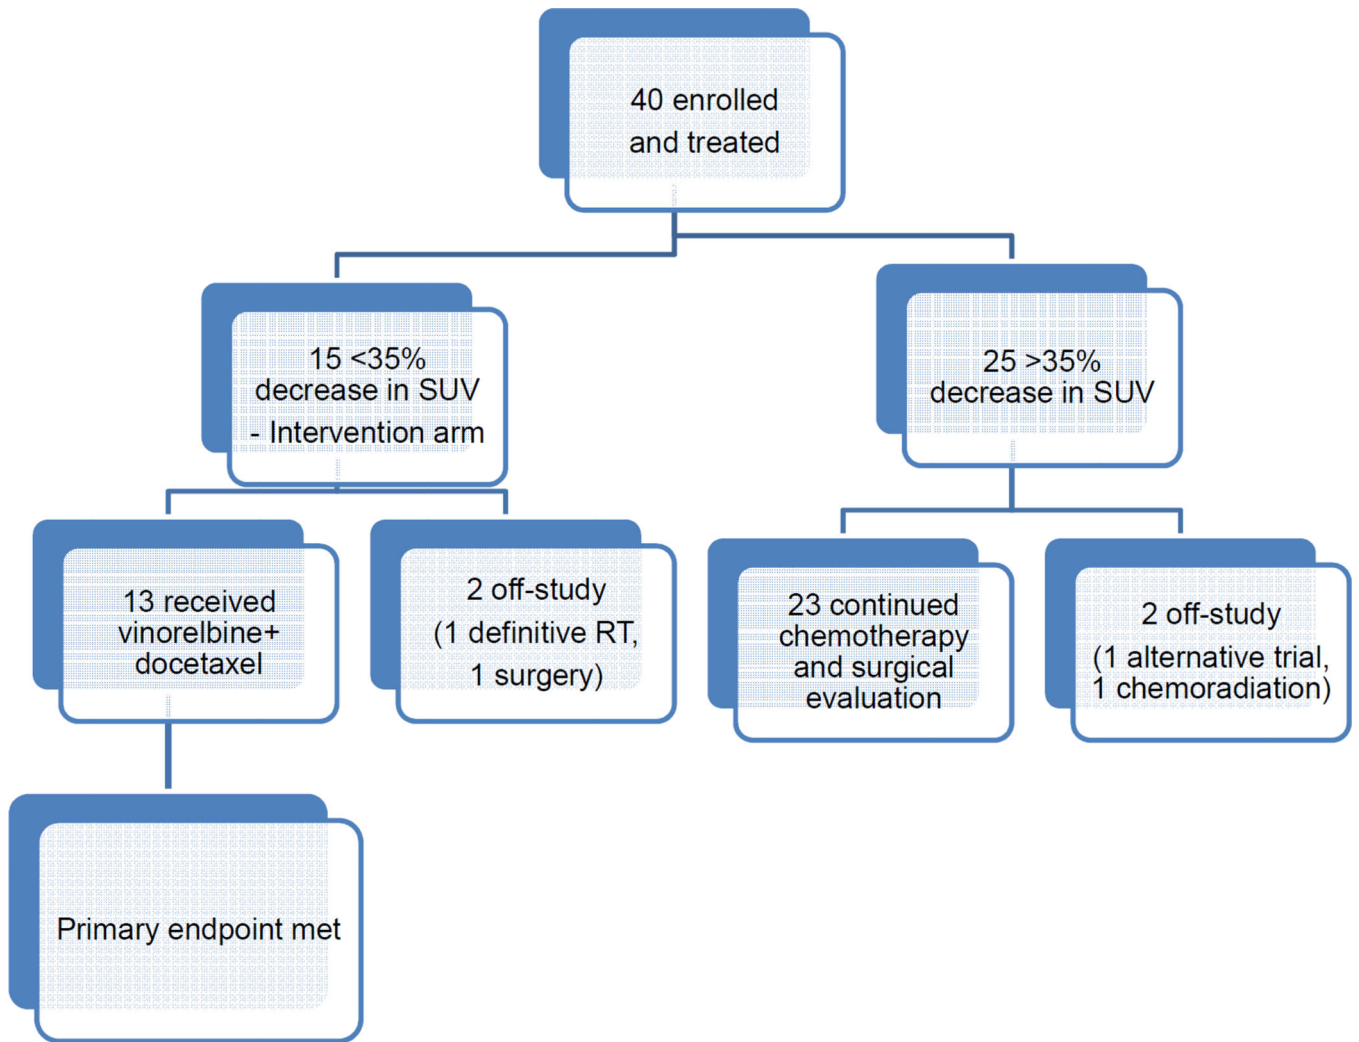 40 enrolled
and treated
15 <35%
decrease in SUV
- Intervention arm
25 >35%
decrease in SUV
13 received
vinorelbine+
docetaxel
2 off-study
(1 definitive RT,
1 surgery)
23 continued
chemotherapy
and surgical
evaluation
2 off-study
(1 alternative trial,
1 chemoradiation)
Primary endpoint met